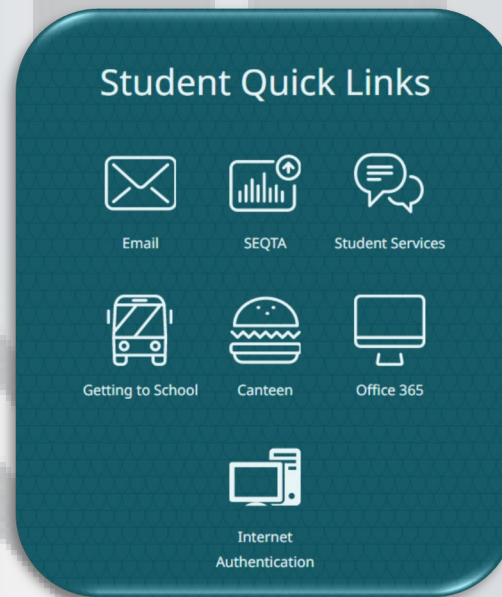 Student Quick Links
Email
SEQTA
Student Services
Getting to School
Canteen
Office 365
Internet
Authentication